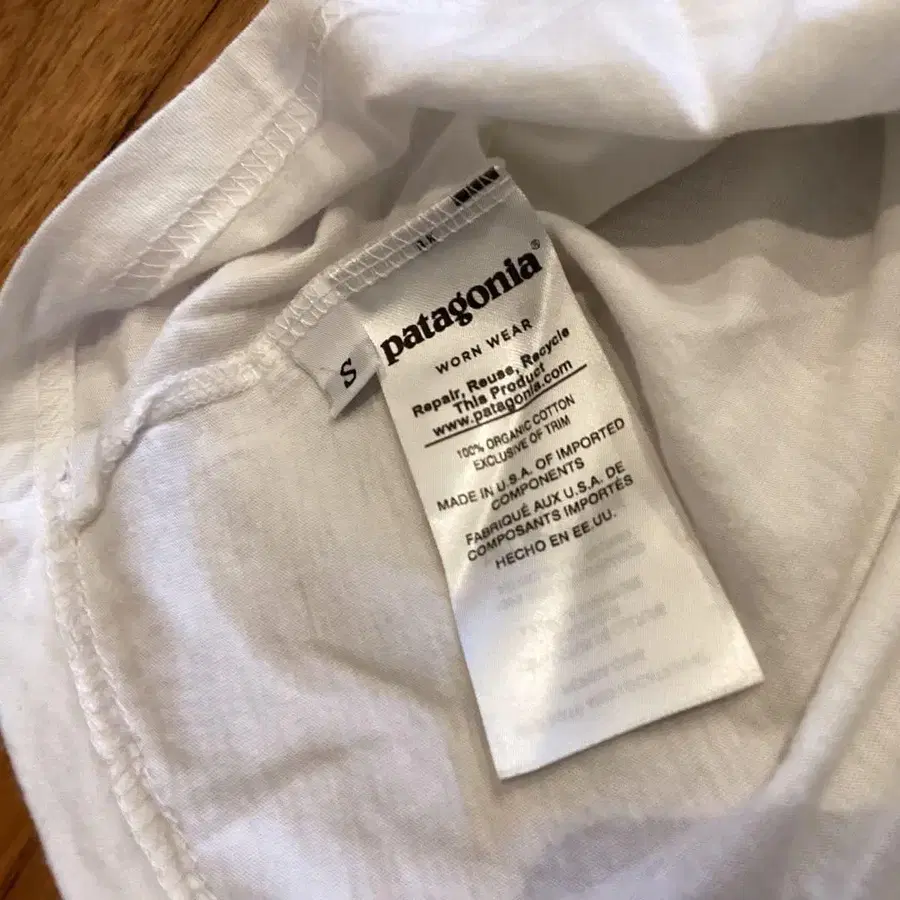 S
patagonia®
WORN WEAR
Repair, Reuse, Recycle
This Product
www.patagonia.com
100% ORGANIC COTTON
EXCLUSIVE OF TRIM
MADE IN U.S.A. OF IMPORTED
COMPONENTS
FABRIQUÉ AUX U.S.A. DE
COMPOSANTS IMPORTÉS
HECHO EN EE.UU.